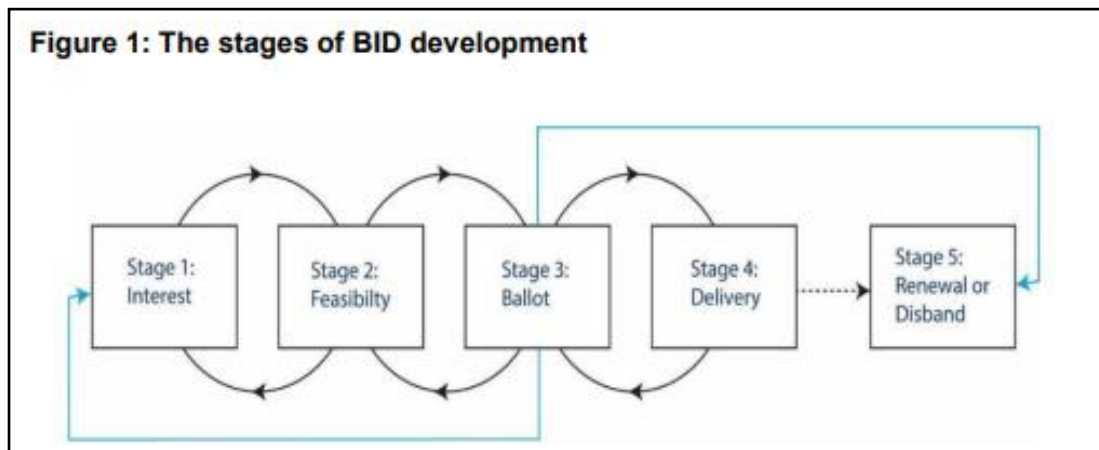 Figure 1: The stages of BID development
Stage 1:
Interest
Stage 2:
Feasibilty
Stage 3:
Ballot
Stage 4:
Delivery
Stage 5:
Renewal or
Disband